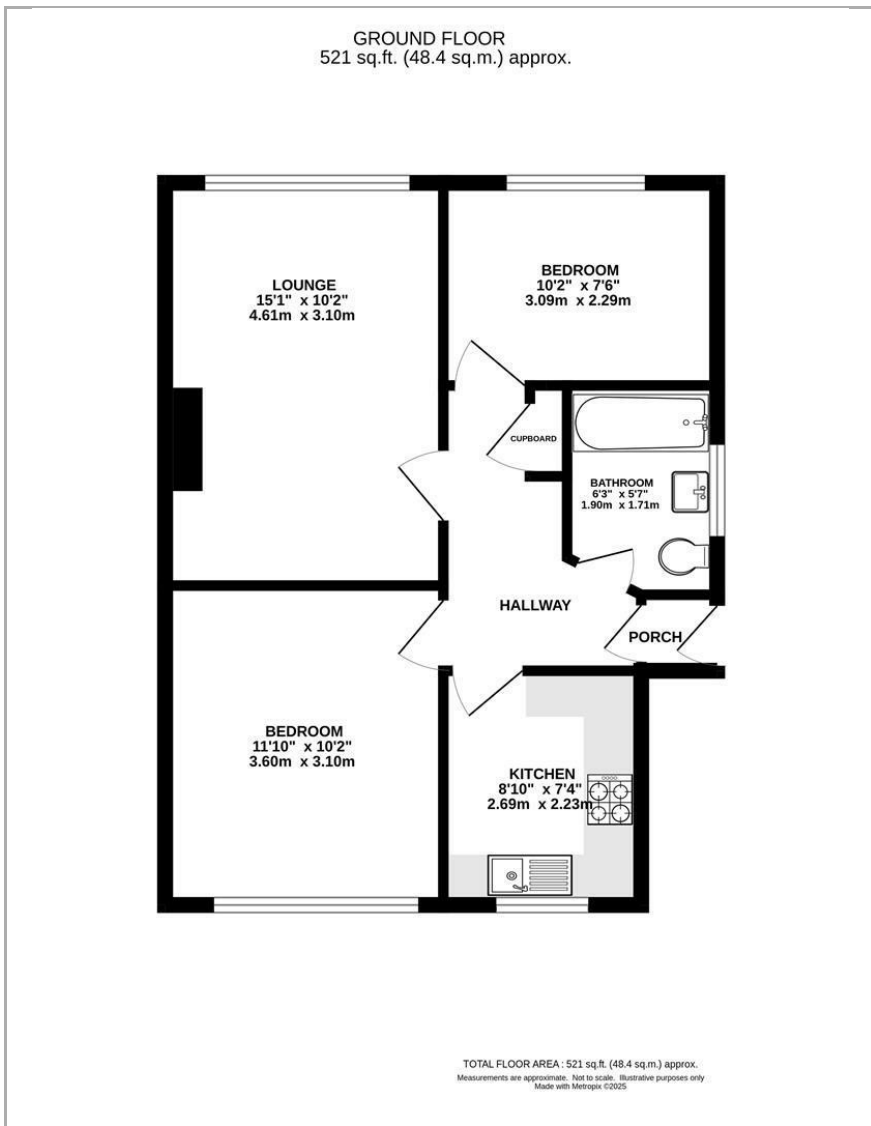 GROUND FLOOR
521 sq.ft. (48.4 sq.m.) approx.
LOUNGE
15'1" x 10'2"
4.61m x 3.10m
BEDROOM
10'2" x 7'6"
3.09m x 2.29m
CUPBOARD
BATHROOM
6'3" x 5'7"
1.90m x 1.71m
HALLWAY
PORCH
BEDROOM
11'10" x 10'2"
3.60m x 3.10m
KITCHEN
8'10" x 7'4"
2.69m x 2.23m
TOTAL FLOOR AREA : 521 sq.ft. (48.4 sq.m.) approx.
Measurements are approximate. Not to scale. Illustrative purposes only
Made with Metropix ©2025